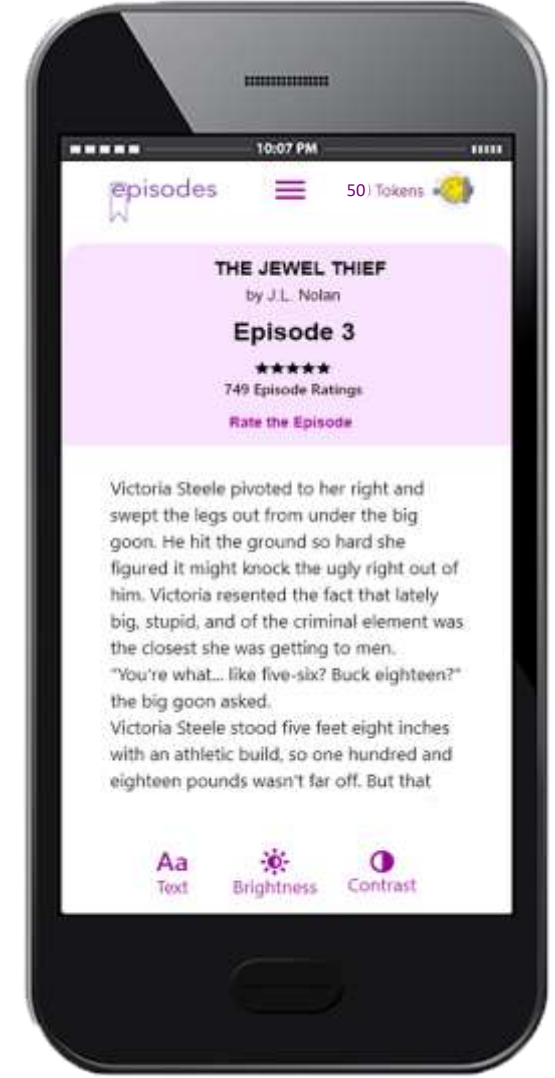 10:07 PM
episodes
50 Tokens
THE JEWEL THIEF
by J.L. Nolan
Episode 3
★★★★★
749 Episode Ratings
Rate the Episode
Victoria Steele pivoted to her right and
swept the legs out from under the big
goon. He hit the ground so hard she
figured it might knock the ugly right out of
him. Victoria resented the fact that lately
big, stupid, and of the criminal element was
the closest she was getting to men.
"You're what... like five-six? Buck eighteen?"
the big goon asked.
Victoria Steele stood five feet eight inches
with an athletic build, so one hundred and
eighteen pounds wasn't far off. But that
Aa
Text
Brightness
Contrast